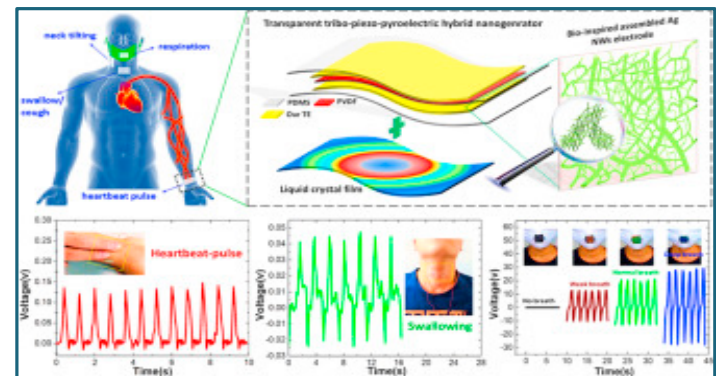 Transparent tribo-piezo-pyroelectric hybrid nanogenrator
Bio-inspired assembled Ag
NWs electrode
neck tilting
respiration
swallow/
cough
heartbeat pulse
PDMS
PVDF
Our TE
Liquid crystal film
Voltage(v)
0.30
0.25
0.20
0.15
0.10
0.05
0.00
Heartbeat-pulse
0 2 4 6 8 10
Time(s)
Voltage(v)
0.05
0.04
0.03
0.02
0.01
0.00
-0.01
-0.02
-0.03
Swallowing
0 4 8 12 16 20 24 28
Time(s)
Voltage(v)
60
50
40
30
20
10
0
-10
-20
-30
No breath
Weak breath
Normal breath
0 5 10 15 20 25 30 35 40 45
Time(s)